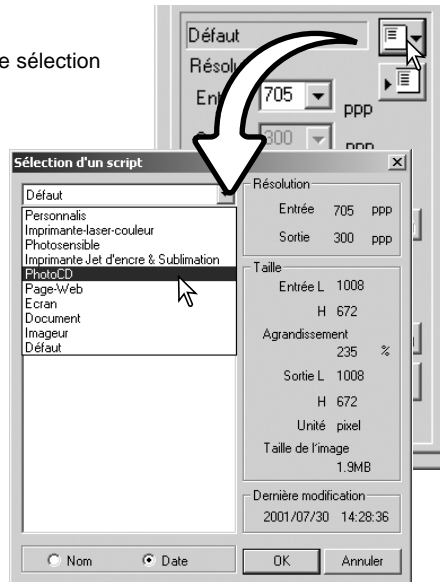 e sélection
Défaut
Résolu
En 705 ppp
300 ppp
Sélection d'un script
Défaut
Personnalis
Imprimante-laser-couleur
Photosensible
Imprimante Jet d'encre & Sublimation
PhotoCD
Page-Web
Ecran
Document
Imageur
Défaut
Nom Date
Résolution
Entrée 705 ppp
Sortie 300 ppp
Taille
Entrée L 1008
H 672
Agrandissement
235 %
Sortie L 1008
H 672
Unité pixel
Taille de l'image
1.9MB
Dernière modification
2001/07/30 14:28:36
OK Annuler